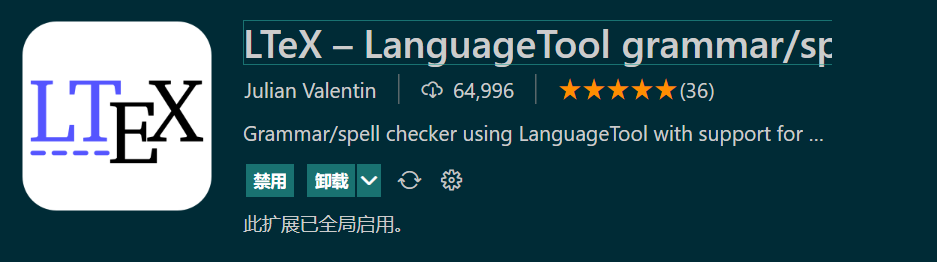 LTEX
LTeX – LanguageTool grammar/sp
Julian Valentin 64,996 ★★★★★(36)
Grammar/spell checker using LanguageTool with support for ...
禁用 卸载
此扩展已全局启用。